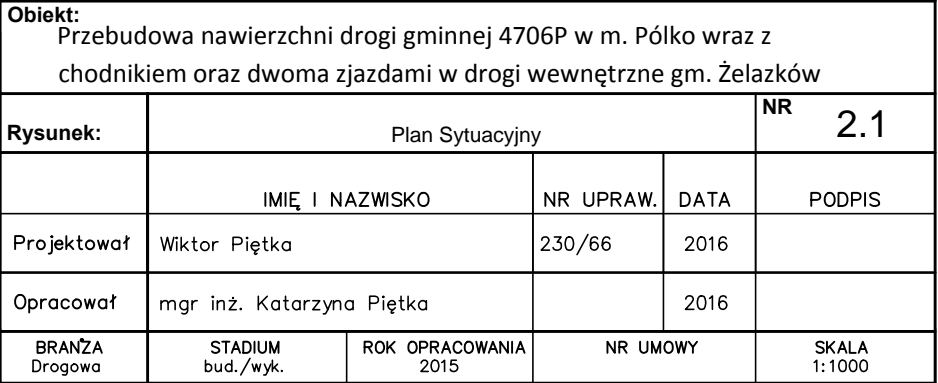 Obiekt:
Przebudowa nawierzchni drogi gminnej 4706P w m. Pólko wraz z
chodnikiem oraz dwoma zjazdami w drogi wewnętrzne gm. Żelazków
Rysunek: Plan Sytuacyjny NR 2.1
IMIĘ I NAZWISKO NR UPRAW. DATA PODPIS
Projektował Wiktor Piętka 230/66 2016
Opracował mgr inż. Katarzyna Piętka 2016
BRANŻA STADIUM ROK OPRACOWANIA NR UMOWY SKALA
Drogowa bud./wyk. 2015 1:1000